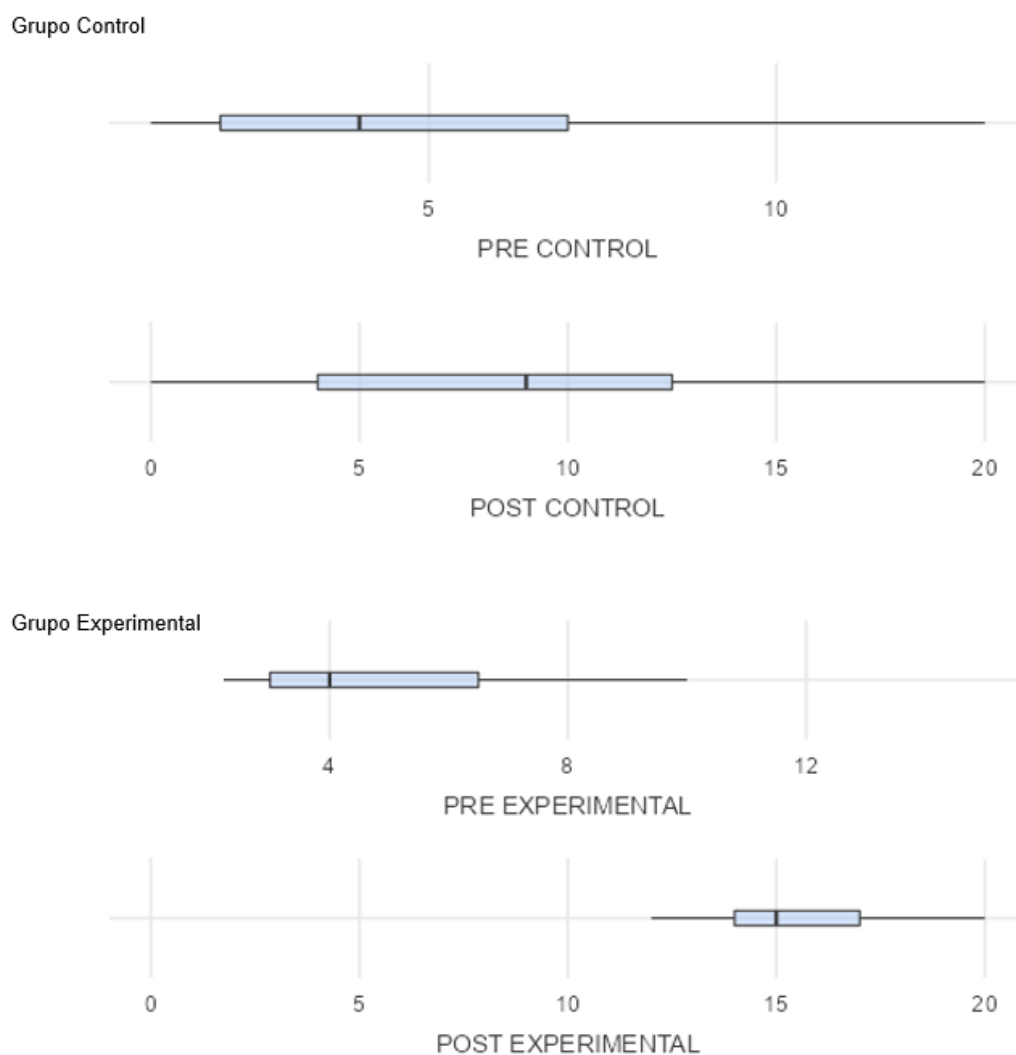 Grupo Control
5 10
PRE CONTROL
0 5 10 15 20
POST CONTROL
Grupo Experimental
4 8 12
PRE EXPERIMENTAL
0 5 10 15 20
POST EXPERIMENTAL